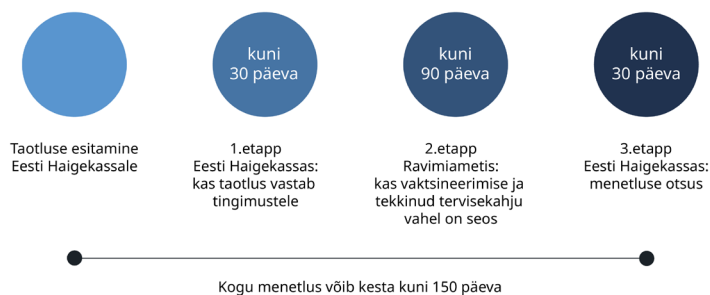 kuni
30 päeva
kuni
90 päeva
kuni
30 päeva
Taotluse esitamine
Eesti Haigekassale
1.etapp
Eesti Haigekassas:
kas taotlus vastab
tingimustele
2.etapp
Ravimiametis:
kas vaktsineerimise ja
tekkinud tervisekahju
vahel on seos
3.etapp
Eesti Haigekassas:
menetluse otsus
Kogu menetlus võib kesta kuni 150 päeva